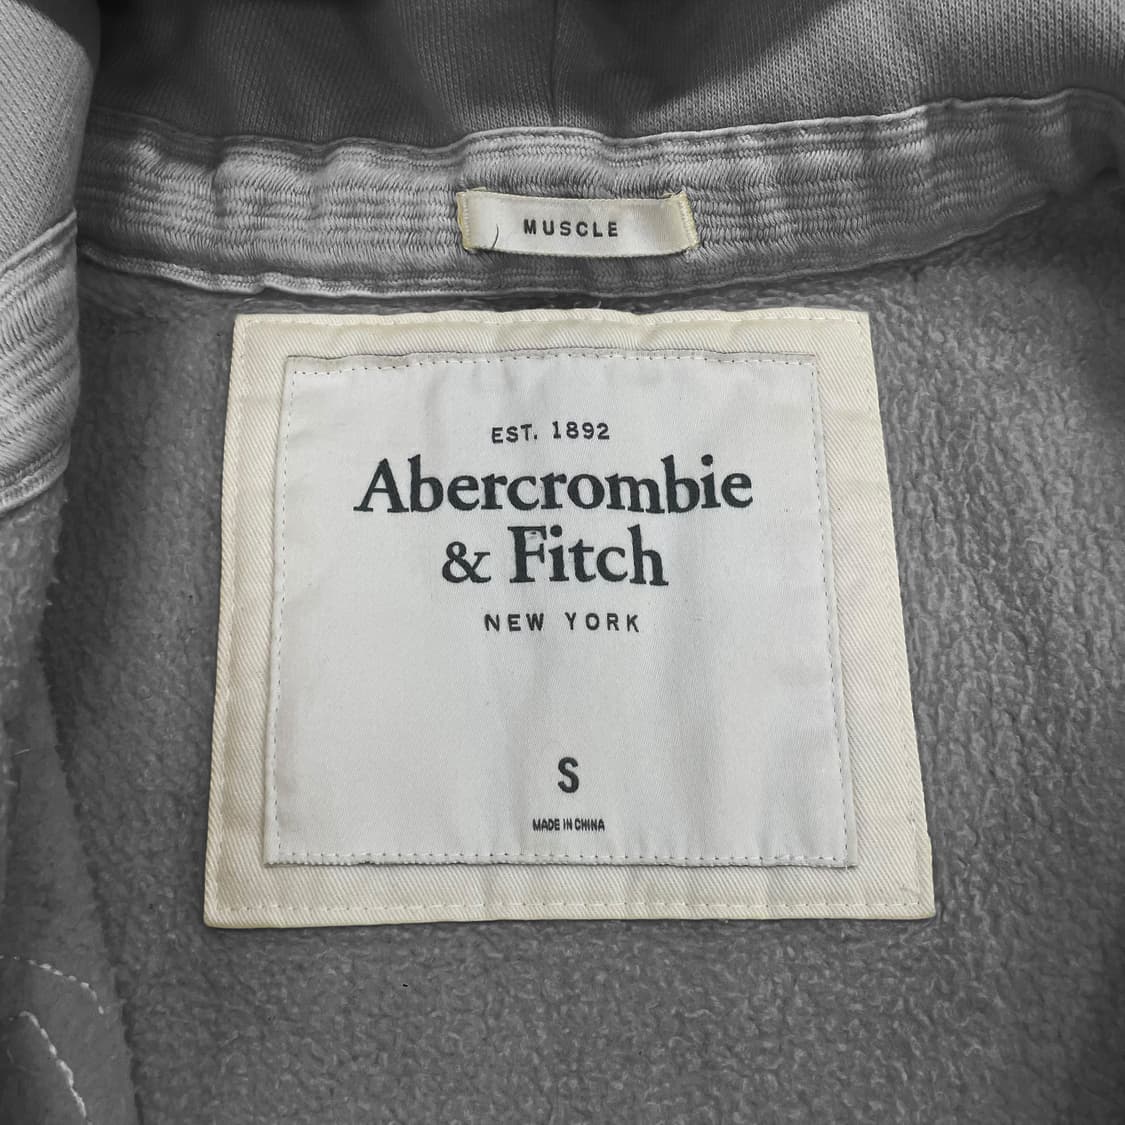 MUSCLE
EST. 1892
Abercrombie
& Fitch
NEW YORK
S
MADE IN CHINA